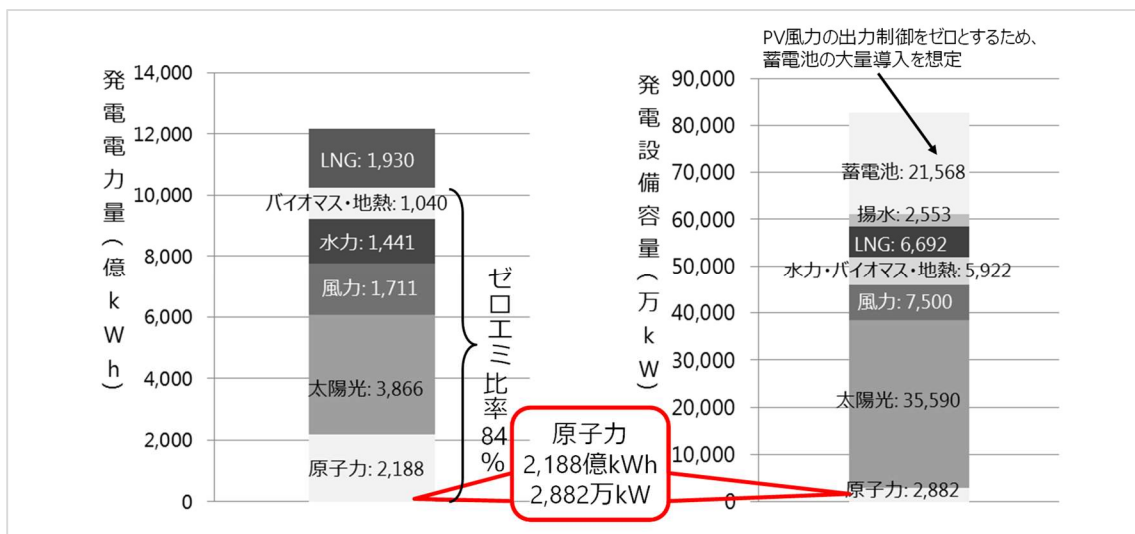 PV風力の出力制御をゼロとするため、
蓄電池の大量導入を想定
発電電力量(億kWh)
14,000
12,000
10,000
8,000
6,000
4,000
2,000
0
LNG: 1,930
バイオマス・地熱: 1,040
水力: 1,441
風力: 1,711
太陽光: 3,866
原子力: 2,188
ゼロエミ比率84%
原子力
2,188億kWh
2,882万kW
発電設備容量(万kW)
90,000
80,000
70,000
60,000
50,000
40,000
30,000
20,000
10,000
0
蓄電池: 21,568
揚水: 2,553
LNG: 6,692
水力・バイオマス・地熱: 5,922
風力: 7,500
太陽光: 35,590
原子力: 2,882